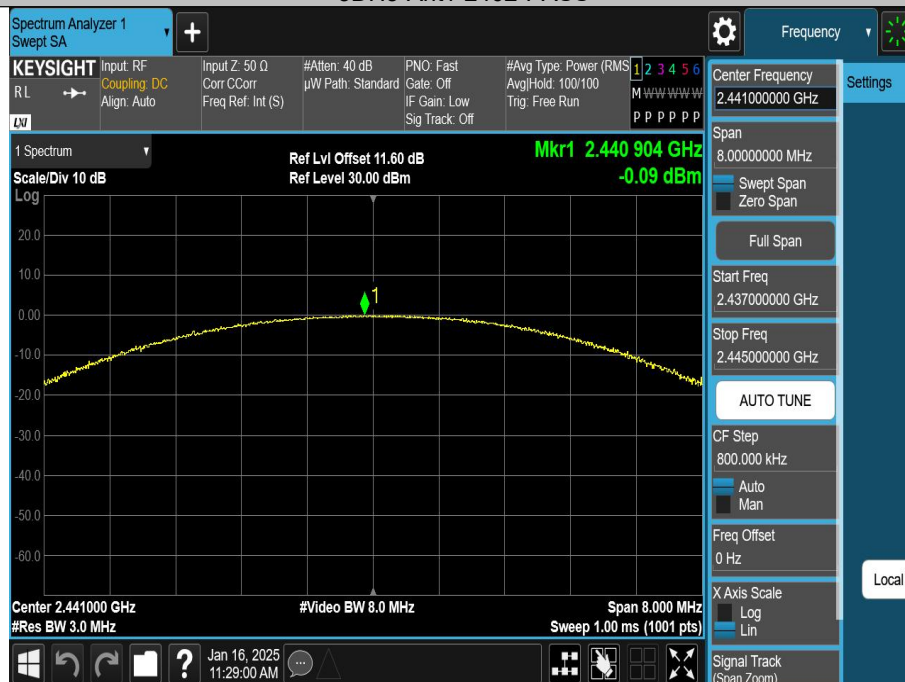 Spectrum Analyzer 1
Swept SA
Frequency
KEYSIGHT
RL
LXI
Input: RF
Coupling: DC
Align: Auto
Input Z: 50 Ω
Corr CCorr
Freq Ref: Int (S)
#Atten: 40 dB
µW Path: Standard
PNO: Fast
Gate: Off
IF Gain: Low
Sig Track: Off
#Avg Type: Power (RMS
Avg|Hold: 100/100
Trig: Free Run
1 2 3 4 5 6
M W W W W W
P P P P P P
Center Frequency
2.441000000 GHz
Settings
Span
8.00000000 MHz
Swept Span
Zero Span
Full Span
Start Freq
2.437000000 GHz
Stop Freq
2.445000000 GHz
AUTO TUNE
CF Step
800.000 kHz
Auto
Man
Freq Offset
0 Hz
X Axis Scale
Log
Lin
Signal Track
(Span Zoom)
Local
1 Spectrum
Scale/Div 10 dB
Log
Ref Lvl Offset 11.60 dB
Ref Level 30.00 dBm
Mkr1 2.440 904 GHz
-0.09 dBm
20.0
10.0
0.00
-10.0
-20.0
-30.0
-40.0
-50.0
-60.0
1
Center 2.441000 GHz
#Res BW 3.0 MHz
#Video BW 8.0 MHz
Span 8.000 MHz
Sweep 1.00 ms (1001 pts)
?
Jan 16, 2025
11:29:00 AM